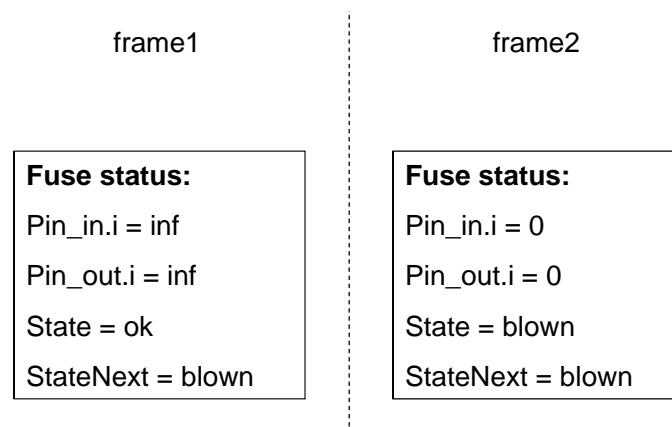 frame1
frame2
Fuse status:
Pin_in.i = inf
Pin_out.i = inf
State = ok
StateNext = blown
Fuse status:
Pin_in.i = 0
Pin_out.i = 0
State = blown
StateNext = blown